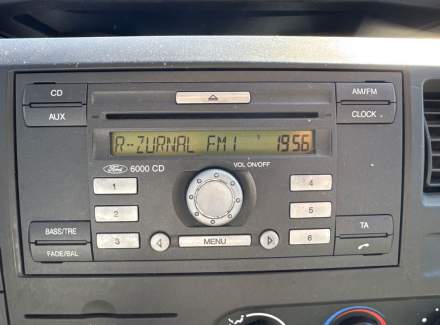 CD
AM/FM
AUX
CLOCK
R--ZURNAL FM1 ' 1956
Ford 6000 CD
VOL ON/OFF
1
4
2
5
BASS/TRE
3
6
TA
FADE/BAL
MENU